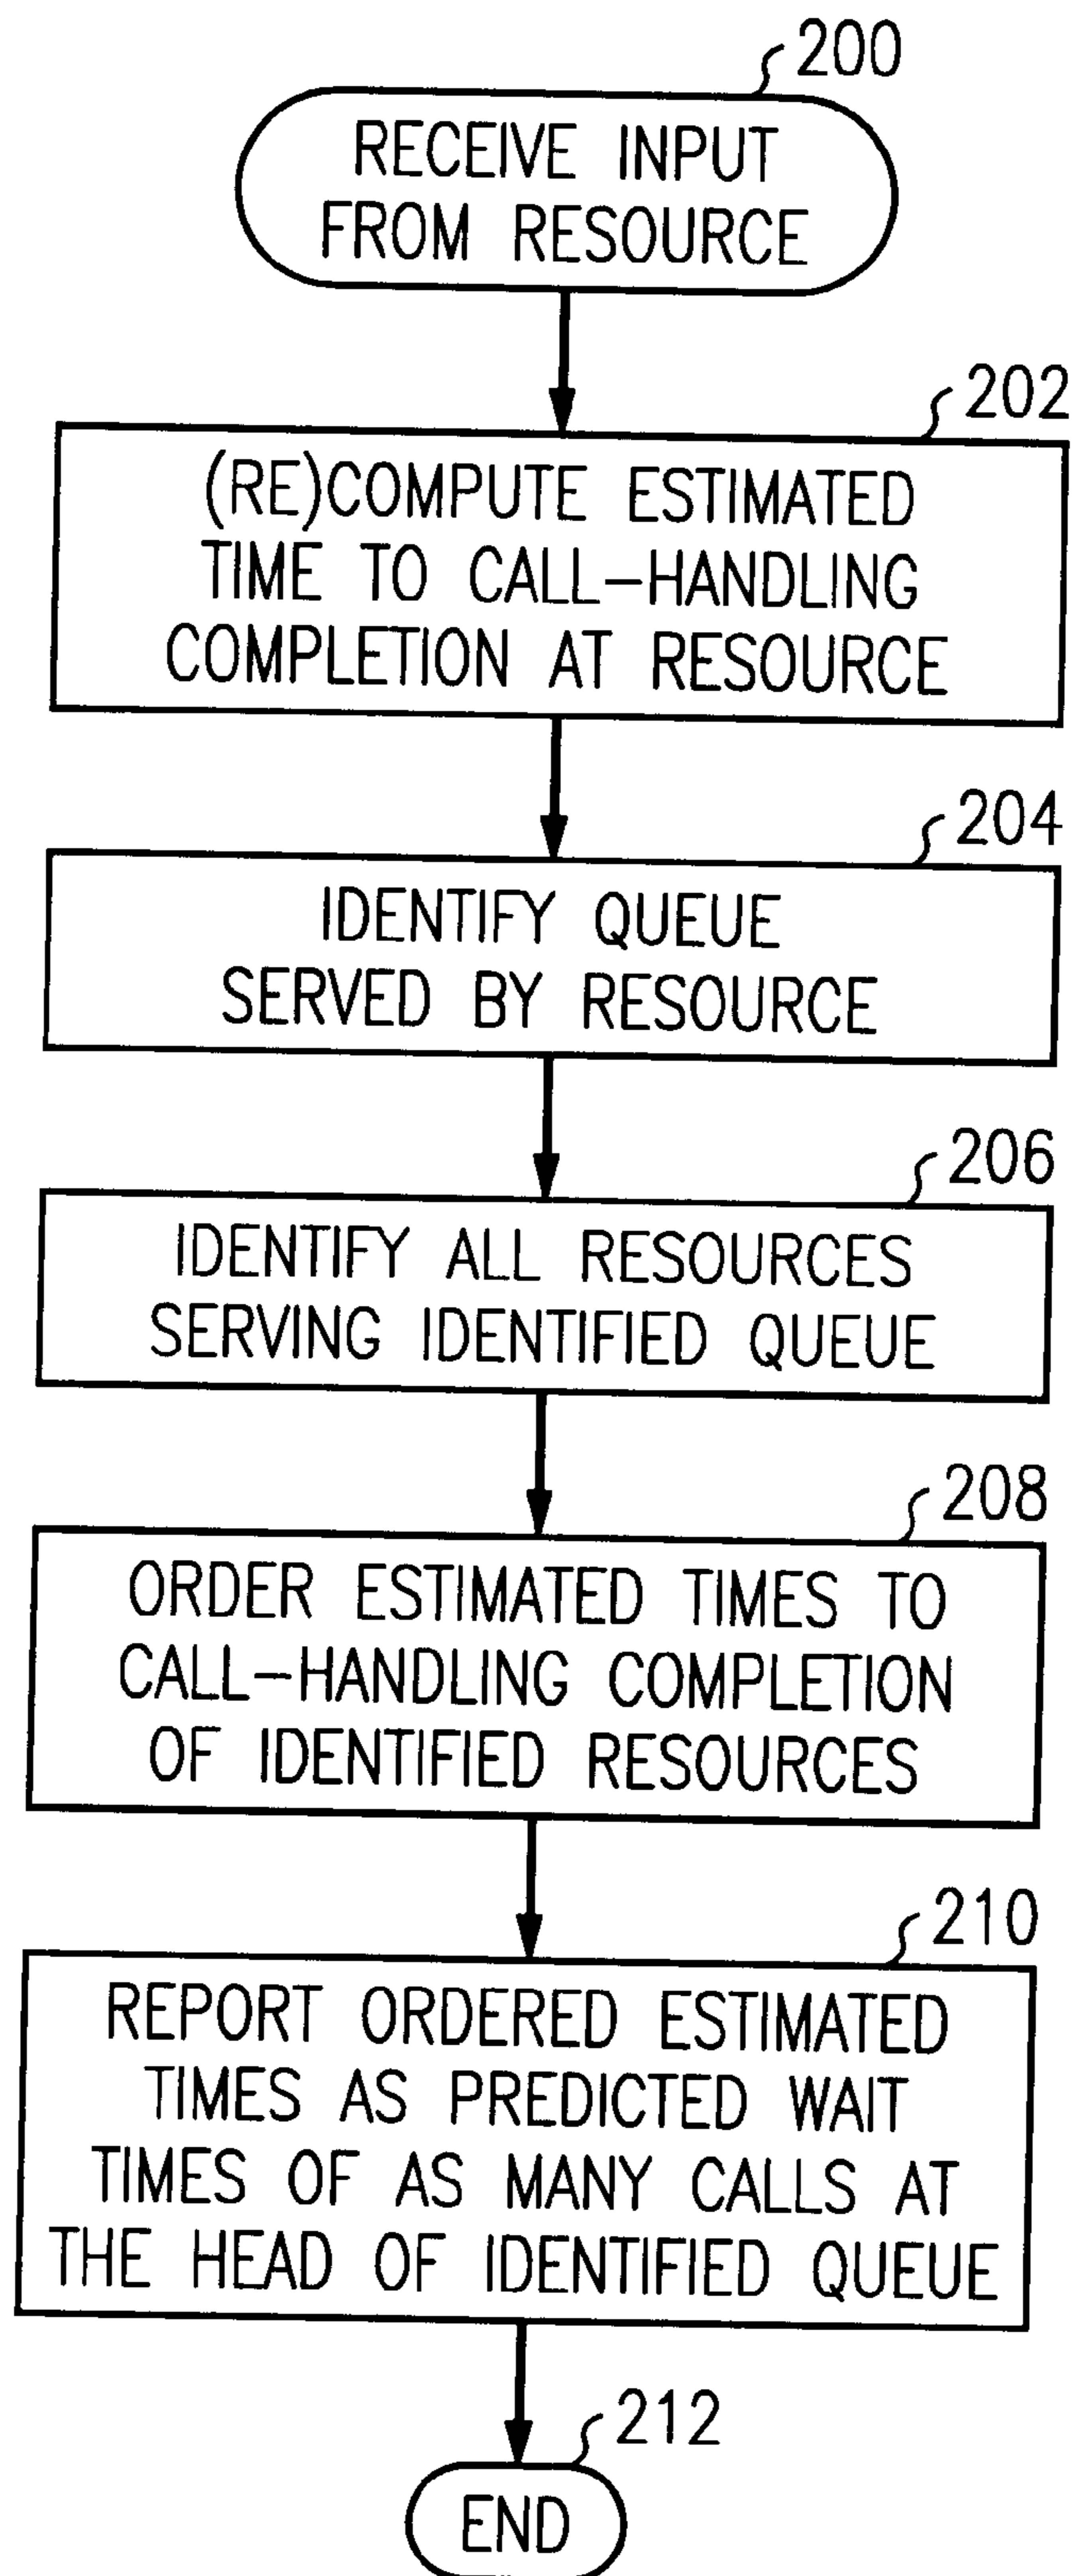 200
RECEIVE INPUT
FROM RESOURCE
202
(RE)COMPUTE ESTIMATED
TIME TO CALL-HANDLING
COMPLETION AT RESOURCE
204
IDENTIFY QUEUE
SERVED BY RESOURCE
206
IDENTIFY ALL RESOURCES
SERVING IDENTIFIED QUEUE
208
ORDER ESTIMATED TIMES TO
CALL-HANDLING COMPLETION
OF IDENTIFIED RESOURCES
210
REPORT ORDERED ESTIMATED
TIMES AS PREDICTED WAIT
TIMES OF AS MANY CALLS AT
THE HEAD OF IDENTIFIED QUEUE
212
END